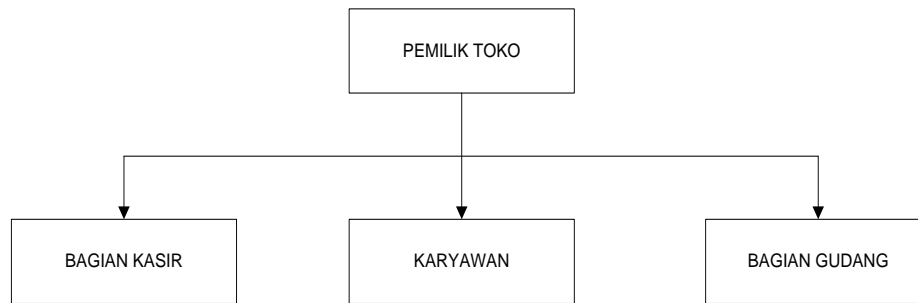 PEMILIK TOKO
BAGIAN KASIR
KARYAWAN
BAGIAN GUDANG